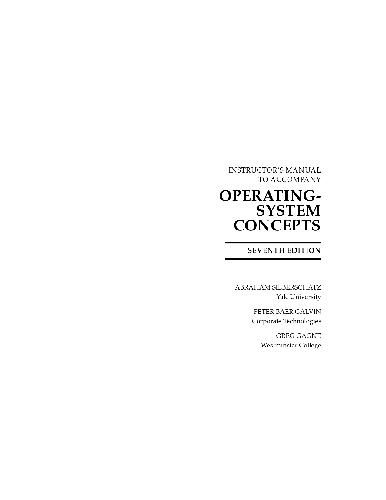 INSTRUCTOR'S MANUAL
TO ACCOMPANY
OPERATING-
SYSTEM
CONCEPTS
SEVENTH EDITION
ABRAHAM SILBERSCHATZ
Yale University
PETER BAER GALVIN
Corporate Technologies
GREG GAGNE
Westminster College